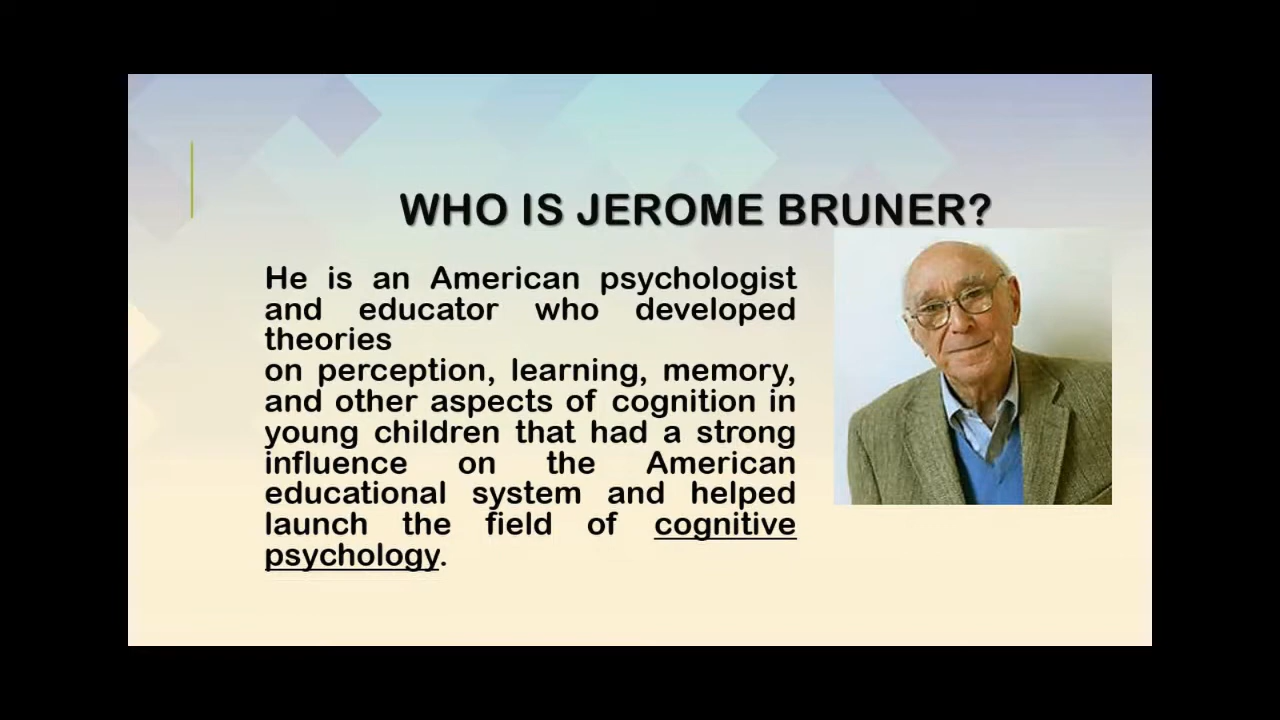 WHO IS JEROME BRUNER?
He is an American psychologist
and educator who developed
theories
on perception, learning, memory,
and other aspects of cognition in
young children that had a strong
influence on the American
educational system and helped
launch the field of cognitive
psychology.